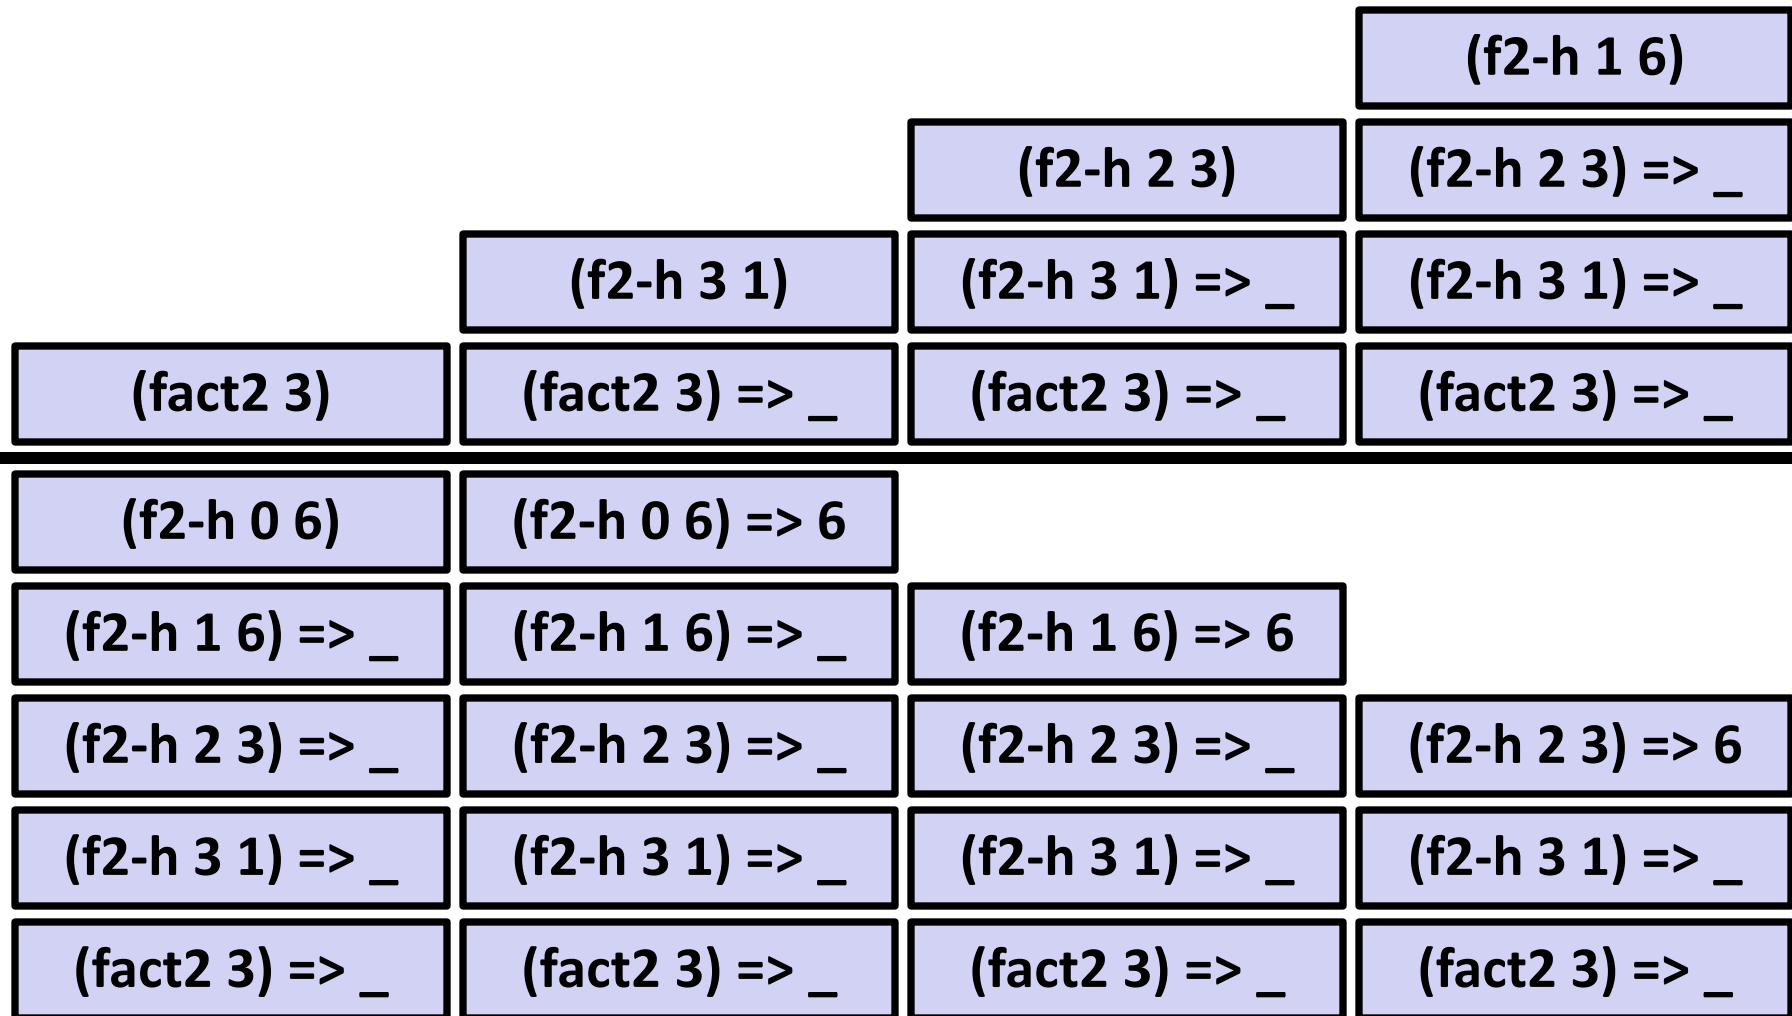 (f2-h 1 6)
(f2-h 2 3) (f2-h 2 3) => _
(f2-h 3 1) (f2-h 3 1) => _ (f2-h 3 1) => _
(fact2 3) (fact2 3) => _ (fact2 3) => _ (fact2 3) => _
(f2-h 0 6) (f2-h 0 6) => 6
(f2-h 1 6) => _ (f2-h 1 6) => _ (f2-h 1 6) => 6
(f2-h 2 3) => _ (f2-h 2 3) => _ (f2-h 2 3) => _ (f2-h 2 3) => 6
(f2-h 3 1) => _ (f2-h 3 1) => _ (f2-h 3 1) => _ (f2-h 3 1) => _
(fact2 3) => _ (fact2 3) => _ (fact2 3) => _ (fact2 3) => _